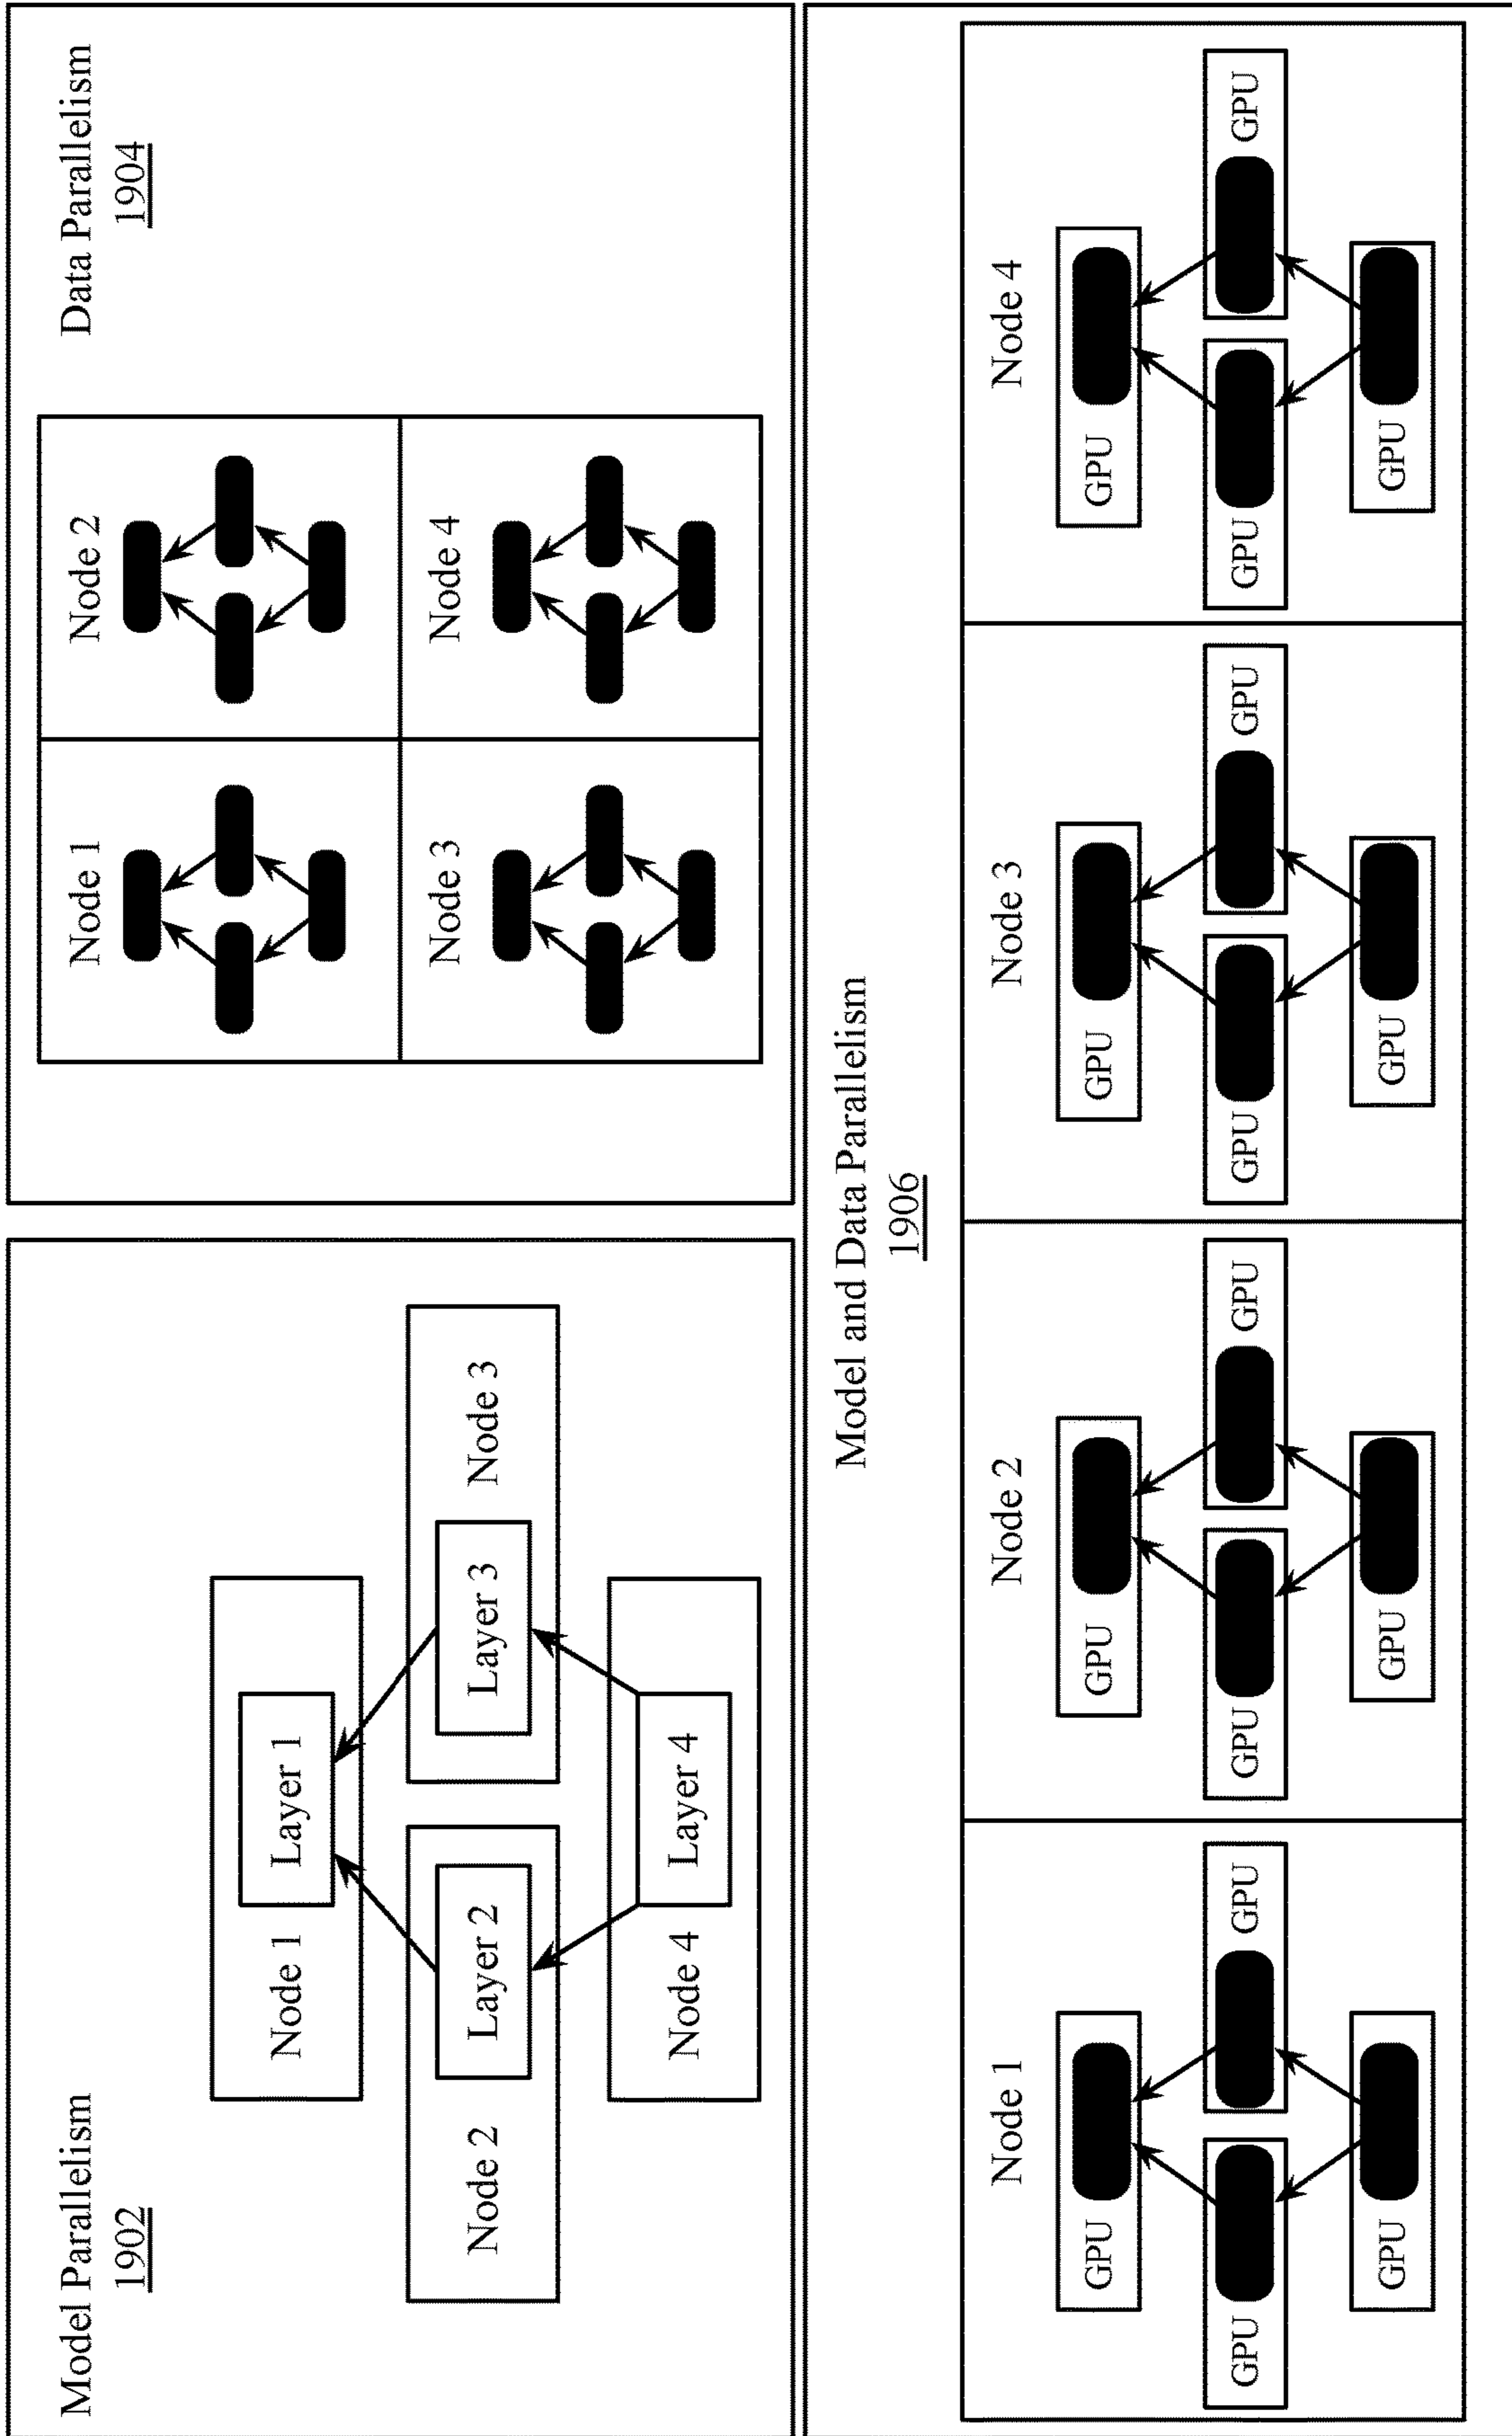 Model Parallelism
1902
Node 1
Layer 1
Node 2
Layer 2
Layer 3
Node 3
Node 4
Layer 4
Data Parallelism
1904
Node 1
Node 2
Node 3
Node 4
Model and Data Parallelism
1906
Node 1
GPU
GPU
GPU
GPU
Node 2
GPU
GPU
GPU
GPU
Node 3
GPU
GPU
GPU
GPU
Node 4
GPU
GPU
GPU
GPU